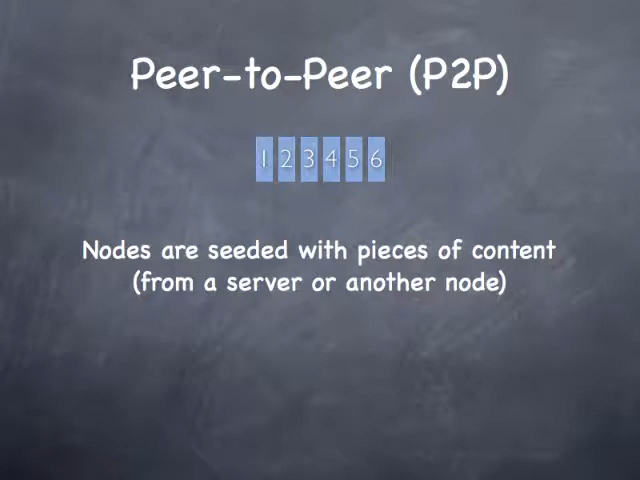 Peer-to-Peer (P2P)
1 2 3 4 5 6
Nodes are seeded with pieces of content
(from a server or another node)